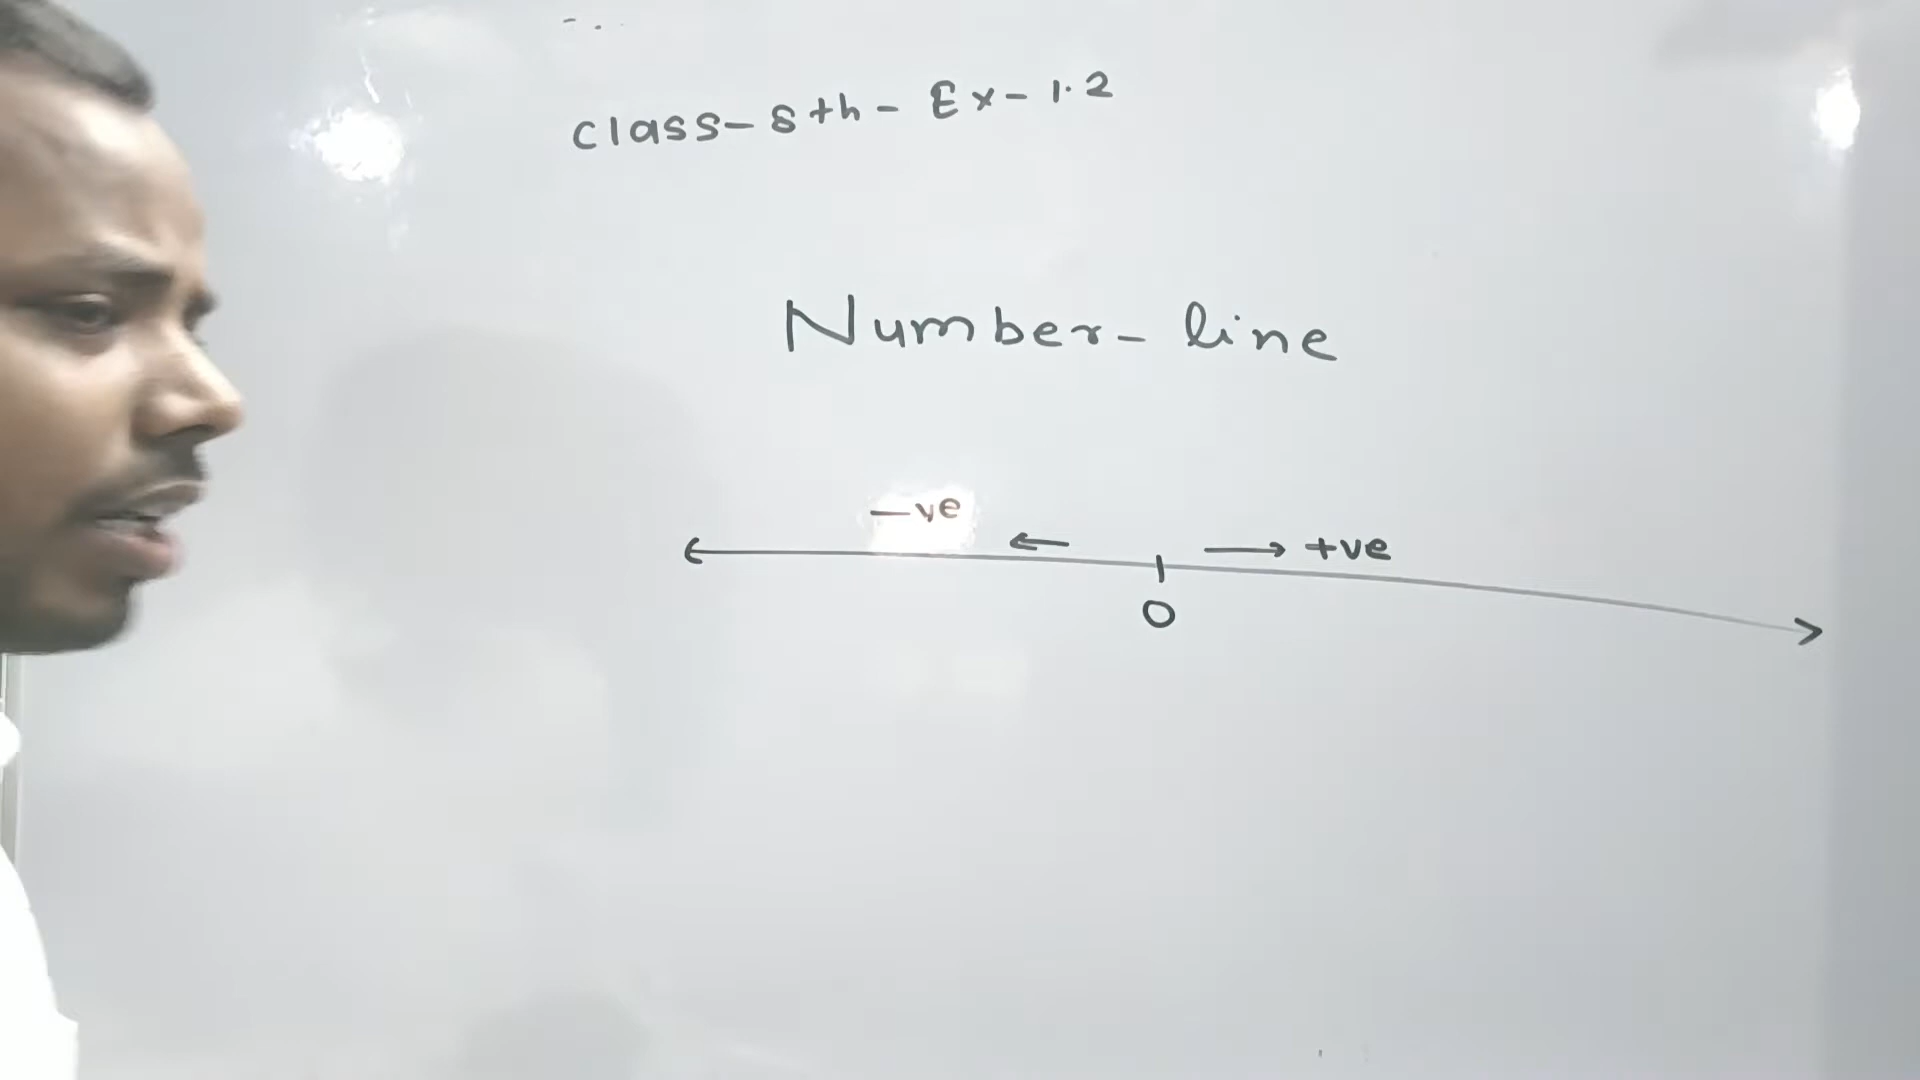 class-8th-Ex-1.2
Number-line
-ve ← → +ve
0